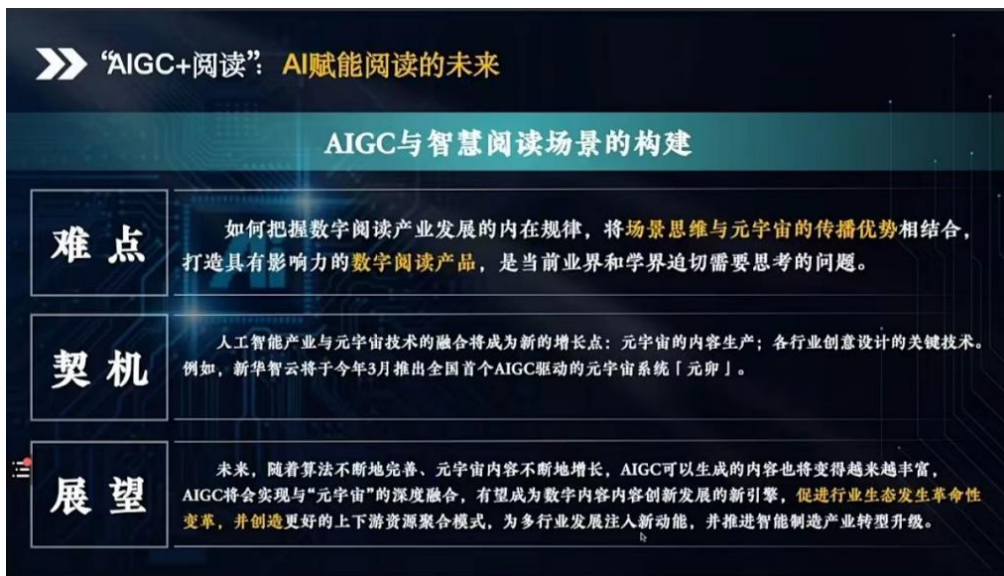 “AIGC+阅读”：AI赋能阅读的未来
AIGC与智慧阅读场景的构建
难点
如何把握数字阅读产业发展的内在规律，将场景思维与元宇宙的传播优势相结合，
打造具有影响力的数字阅读产品，是当前业界和学界迫切需要思考的问题。
契机
人工智能产业与元宇宙技术的融合将成为新的增长点：元宇宙的内容生产；各行业创意设计的关键技术。
例如，新华智云将于今年3月推出全国首个AIGC驱动的元宇宙系统「元卯」。
展望
未来，随着算法不断地完善、元宇宙内容不断地增长，AIGC可以生成的内容也将变得越来越丰富，
AIGC将会实现与“元宇宙”的深度融合，有望成为数字内容内容创新发展的新引擎，促进行业生态发生革命性
变革，并创造更好的上下游资源聚合模式，为多行业发展注入新动能，并推进智能制造产业转型升级。